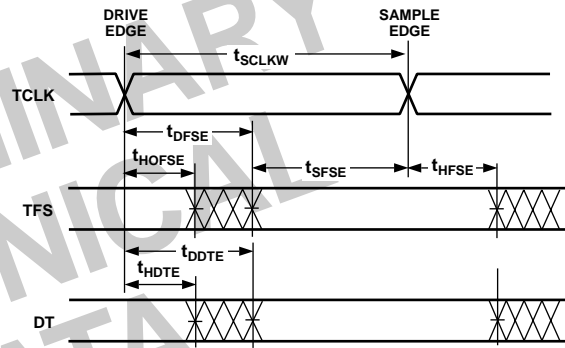 DRIVE EDGE
SAMPLE EDGE
tSCLKW
TCLK
tDFSE
tHOFSE
tSFSE
tHFSE
TFS
tDDTE
tHDTE
DT